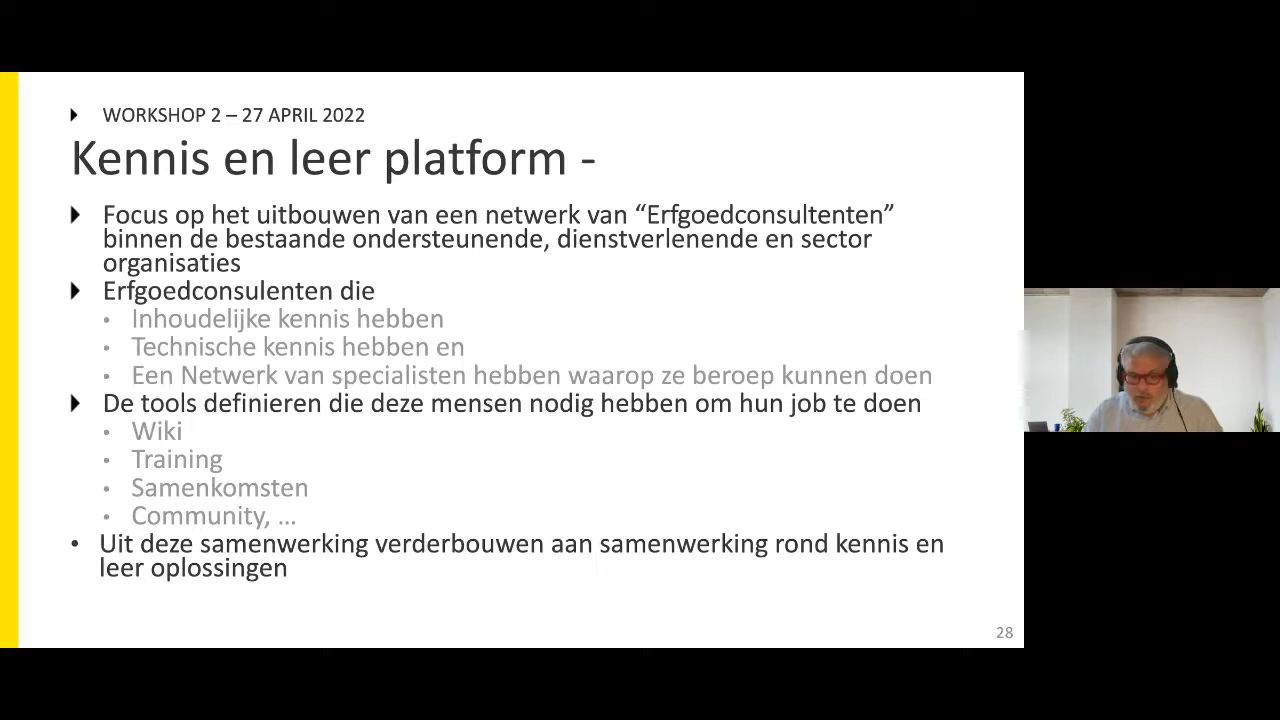 WORKSHOP 2 – 27 APRIL 2022
Kennis en leer platform -
Focus op het uitbouwen van een netwerk van “Erfgoedconsultenten”
binnen de bestaande ondersteunende, dienstverlenende en sector
organisaties
Erfgoedconsulenten die
Inhoudelijke kennis hebben
Technische kennis hebben en
Een Netwerk van specialisten hebben waarop ze beroep kunnen doen
De tools definieren die deze mensen nodig hebben om hun job te doen
Wiki
Training
Samenkomsten
Community, ...
Uit deze samenwerking verderbouwen aan samenwerking rond kennis en
leer oplossingen
28